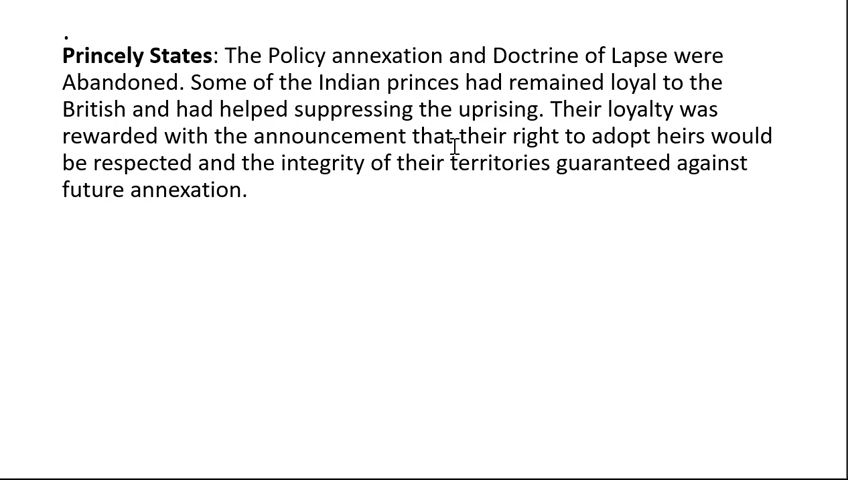 .
Princely States: The Policy annexation and Doctrine of Lapse were
Abandoned. Some of the Indian princes had remained loyal to the
British and had helped suppressing the uprising. Their loyalty was
rewarded with the announcement that their right to adopt heirs would
be respected and the integrity of their territories guaranteed against
future annexation.